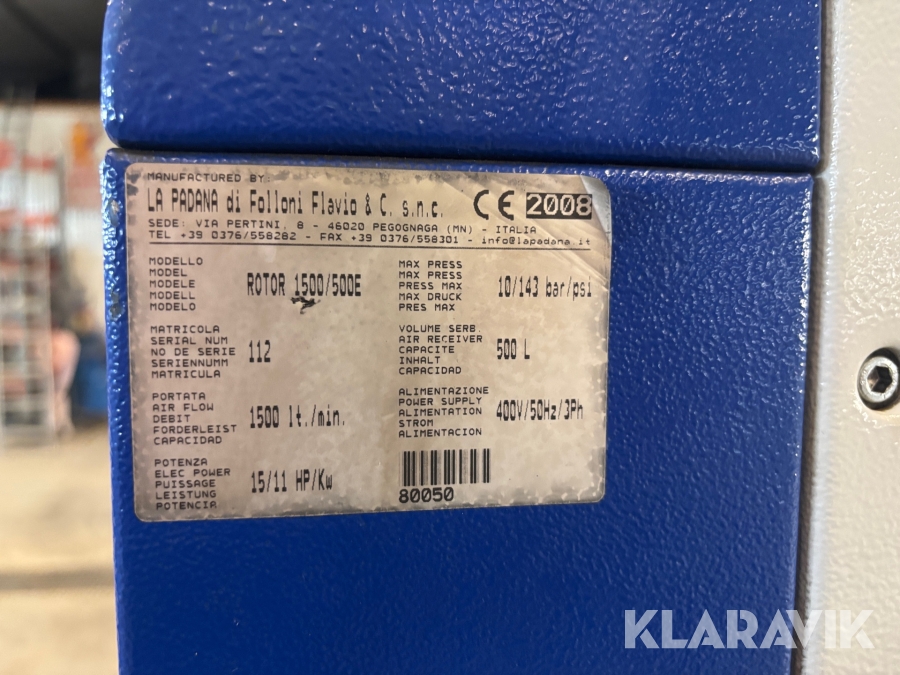 MANUFACTURED BY:
LA PADANA di Folloni Flavio & C. s.n.c. CE 2008
SEDE: VIA PERTINI, 8 - 46020 PEGOGNAGA (MN) - ITALIA
TEL +39 0376/558282 - FAX +39 0376/558301 - info@lapadana.it
MODELLO
MODEL
MODELE
MODELL
MODELO
ROTOR 1500/500E
MAX PRESS
MAX PRESS
PRESS MAX
MAX DRUCK
PRES MAX
10/143 bar/psi
MATRICOLA
SERIAL NUM
NO DE SERIE
SERIENNUMM
MATRICULA
112
VOLUME SERB.
AIR RECEIVER
CAPACITE
INHALT
CAPACIDAD
500 L
PORTATA
AIR FLOW
DEBIT
FORDERLEIST
CAPACIDAD
1500 lt./min.
ALIMENTAZIONE
POWER SUPPLY
ALIMENTATION
STROM
ALIMENTACION
400V/50Hz/3Ph
POTENZA
ELEC POWER
PUISSAGE
LEISTUNG
POTENCIA
15/11 HP/Kw
80050
KLARAVIK